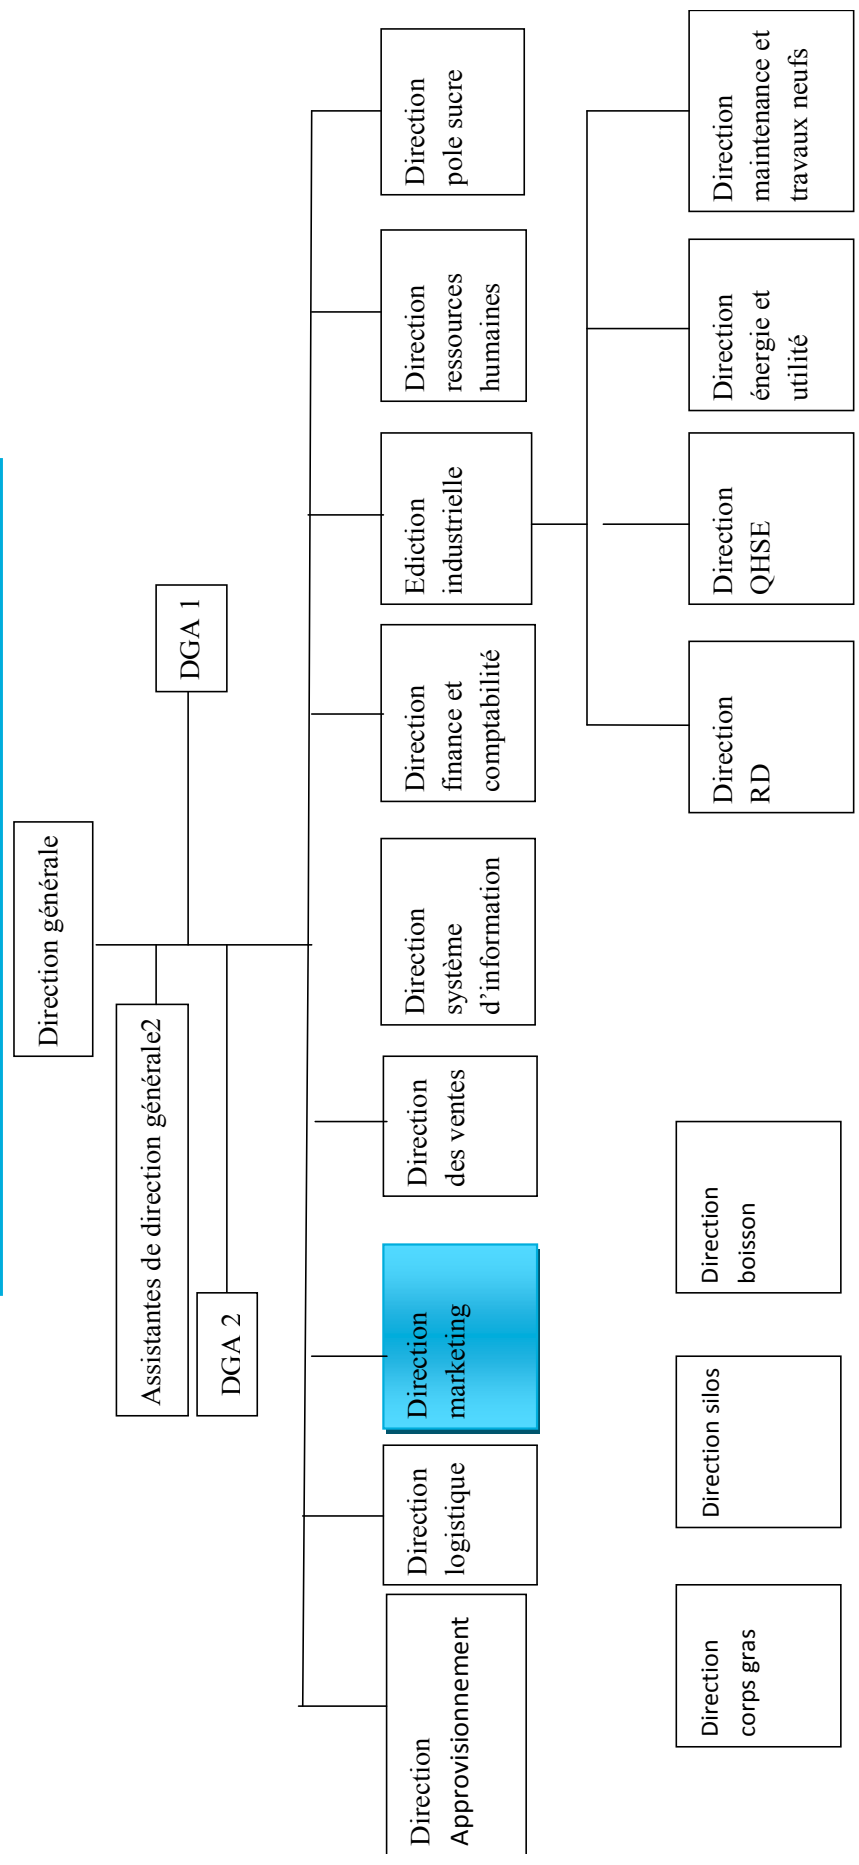 Direction générale
Assistantes de direction générale2
DGA 1
DGA 2
Direction
Approvisionnement
Direction
logistique
Direction
marketing
Direction
des ventes
Direction
système
d’information
Direction
finance et
comptabilité
Ediction
industrielle
Direction
ressources
humaines
Direction
pole sucre
Direction
corps gras
Direction silos
Direction
boisson
Direction
RD
Direction
QHSE
Direction
énergie et
utilité
Direction
maintenance et
travaux neufs